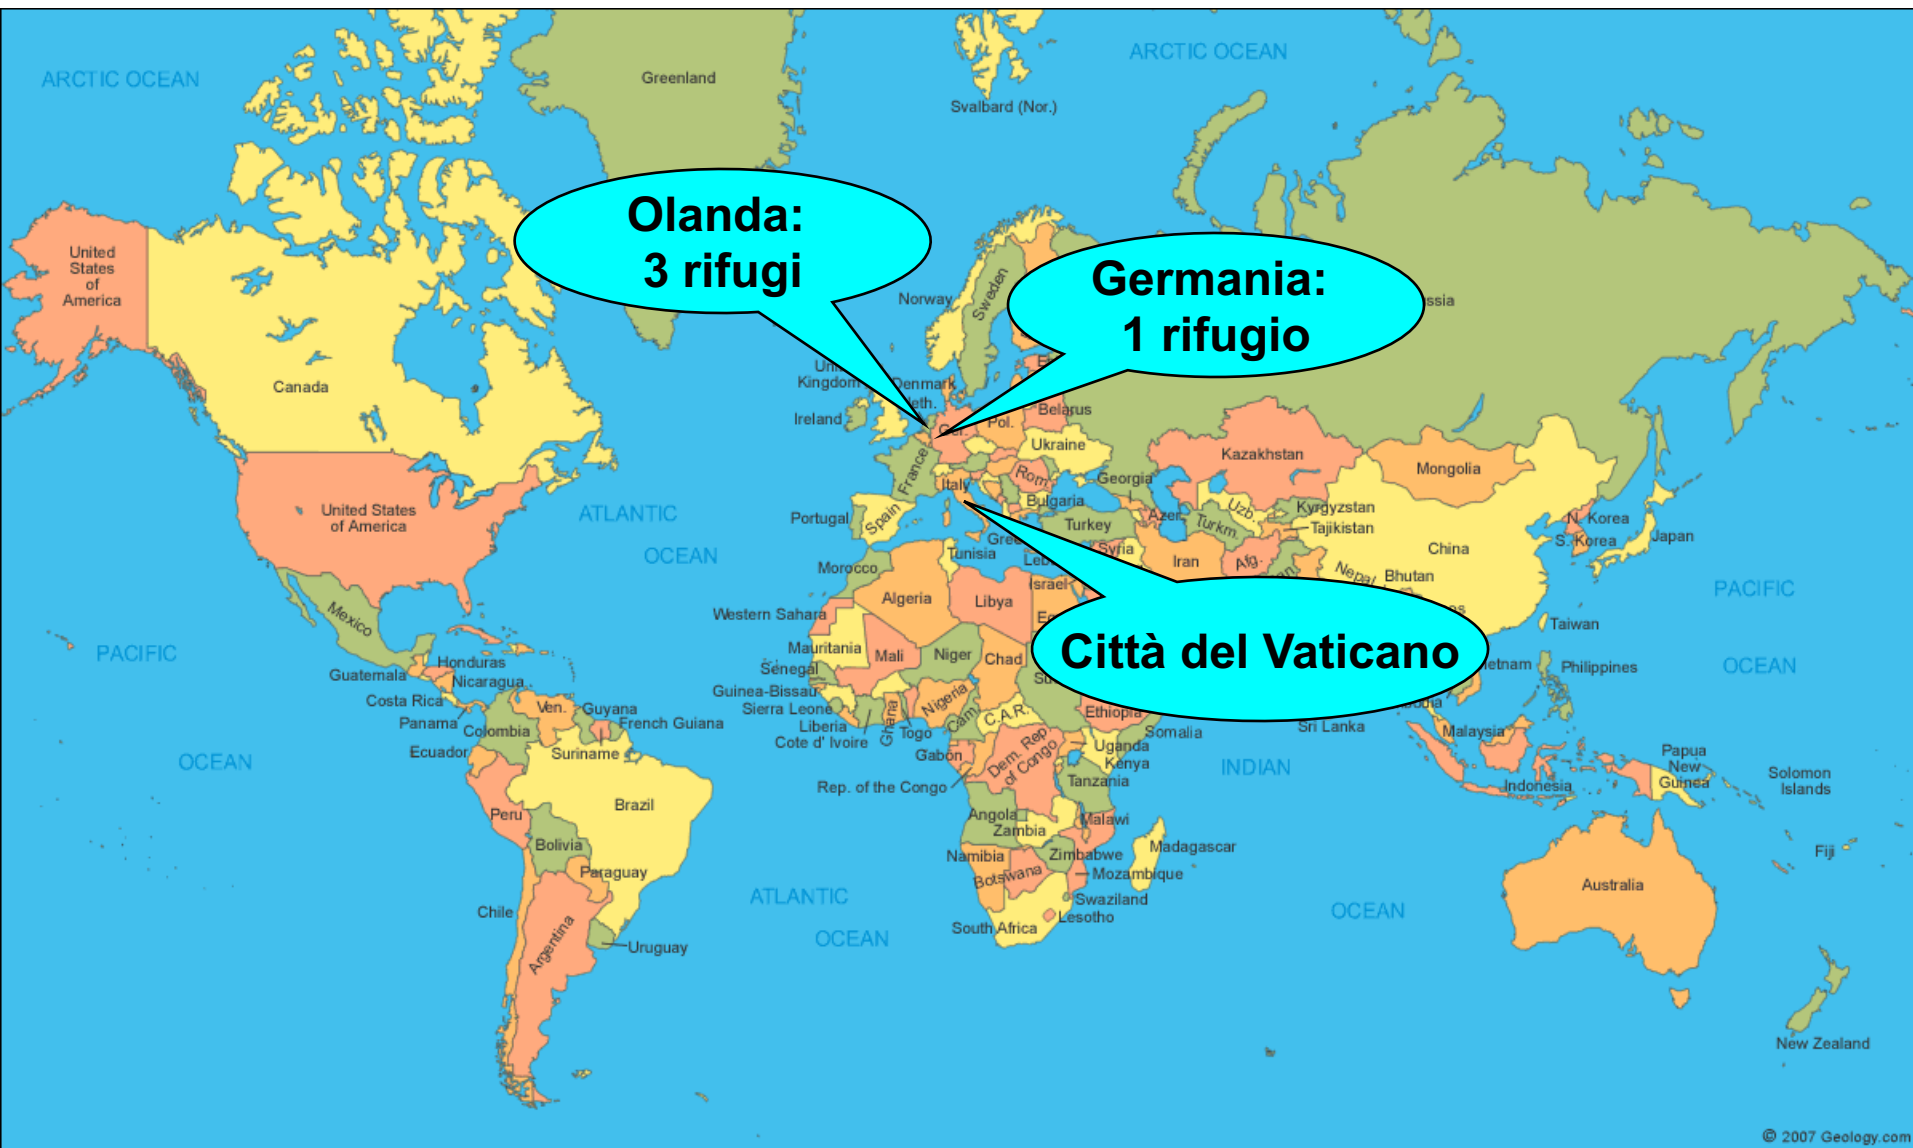 ARCTIC OCEAN
ARCTIC OCEAN
Greenland
Svalbard (Nor.)
Olanda:
3 rifugi
Germania:
1 rifugio
United
States
of
America
Norway
Sweden
Canada
Kingdom
Denmark
Ireland
Ger.
Pol.
Belarus
Ukraine
France
Kazakhstan
Mongolia
Italy
Rom.
Georgia
Bulgaria
United States
of America
ATLANTIC
OCEAN
Portugal
Spain
Turkey
Azer.
Uzb.
Turkm.
Kyrgyzstan
Tajikistan
China
N. Korea
S. Korea
Japan
Tunisia
Syria
Iran
Afg.
Nepal
Bhutan
Morocco
Israel
Algeria
Libya
Western Sahara
PACIFIC
OCEAN
Mexico
Taiwan
Città del Vaticano
Mauritania
Mali
Niger
Chad
Philippines
PACIFIC
OCEAN
Honduras
Guatemala
Nicaragua
Costa Rica
Panama
Senegal
Guinea-Bissau
Sierra Leone
Liberia
Cote d' Ivoire
Ghana
Togo
Nigeria
Cam.
C.A.R.
Ethiopia
Somalia
Sri Lanka
Malaysia
Ven.
Guyana
French Guiana
Colombia
Suriname
Ecuador
Gabon
Rep. of the Congo
Dem. Rep.
of Congo
Uganda
Kenya
Tanzania
INDIAN
OCEAN
Indonesia
Papua
New
Guinea
Solomon
Islands
Brazil
Peru
Bolivia
Paraguay
Angola
Zambia
Malawi
Namibia
Zimbabwe
Madagascar
Botswana
Mozambique
Swaziland
Lesotho
South Africa
Fiji
Australia
Chile
Argentina
Uruguay
ATLANTIC
OCEAN
New Zealand
© 2007 Geology.com